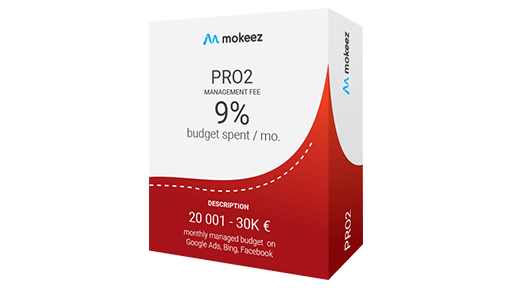 mokeez
PRO2
MANAGEMENT FEE
9%
budget spent / mo.
DESCRIPTION
20 001 - 30K €
monthly managed budget on
Google Ads, Bing, Facebook
mokeez
PRO2